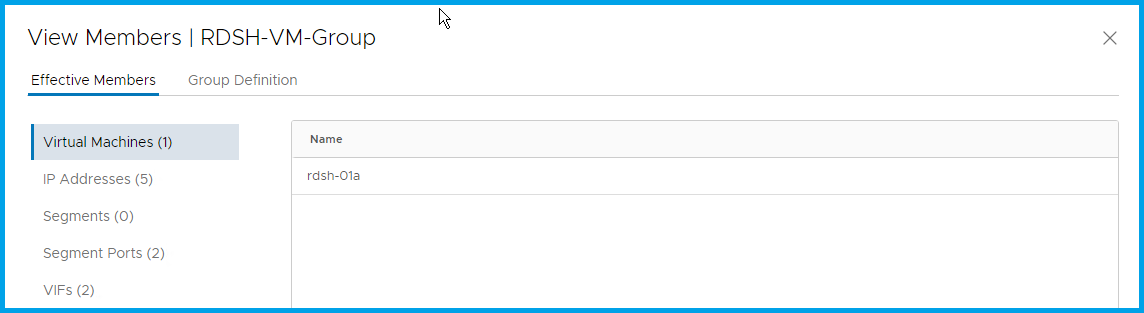 View Members | RDSH-VM-Group
Effective Members
Group Definition
Virtual Machines (1)
IP Addresses (5)
Segments (0)
Segment Ports (2)
VIFs (2)
Name
rdsh-01a